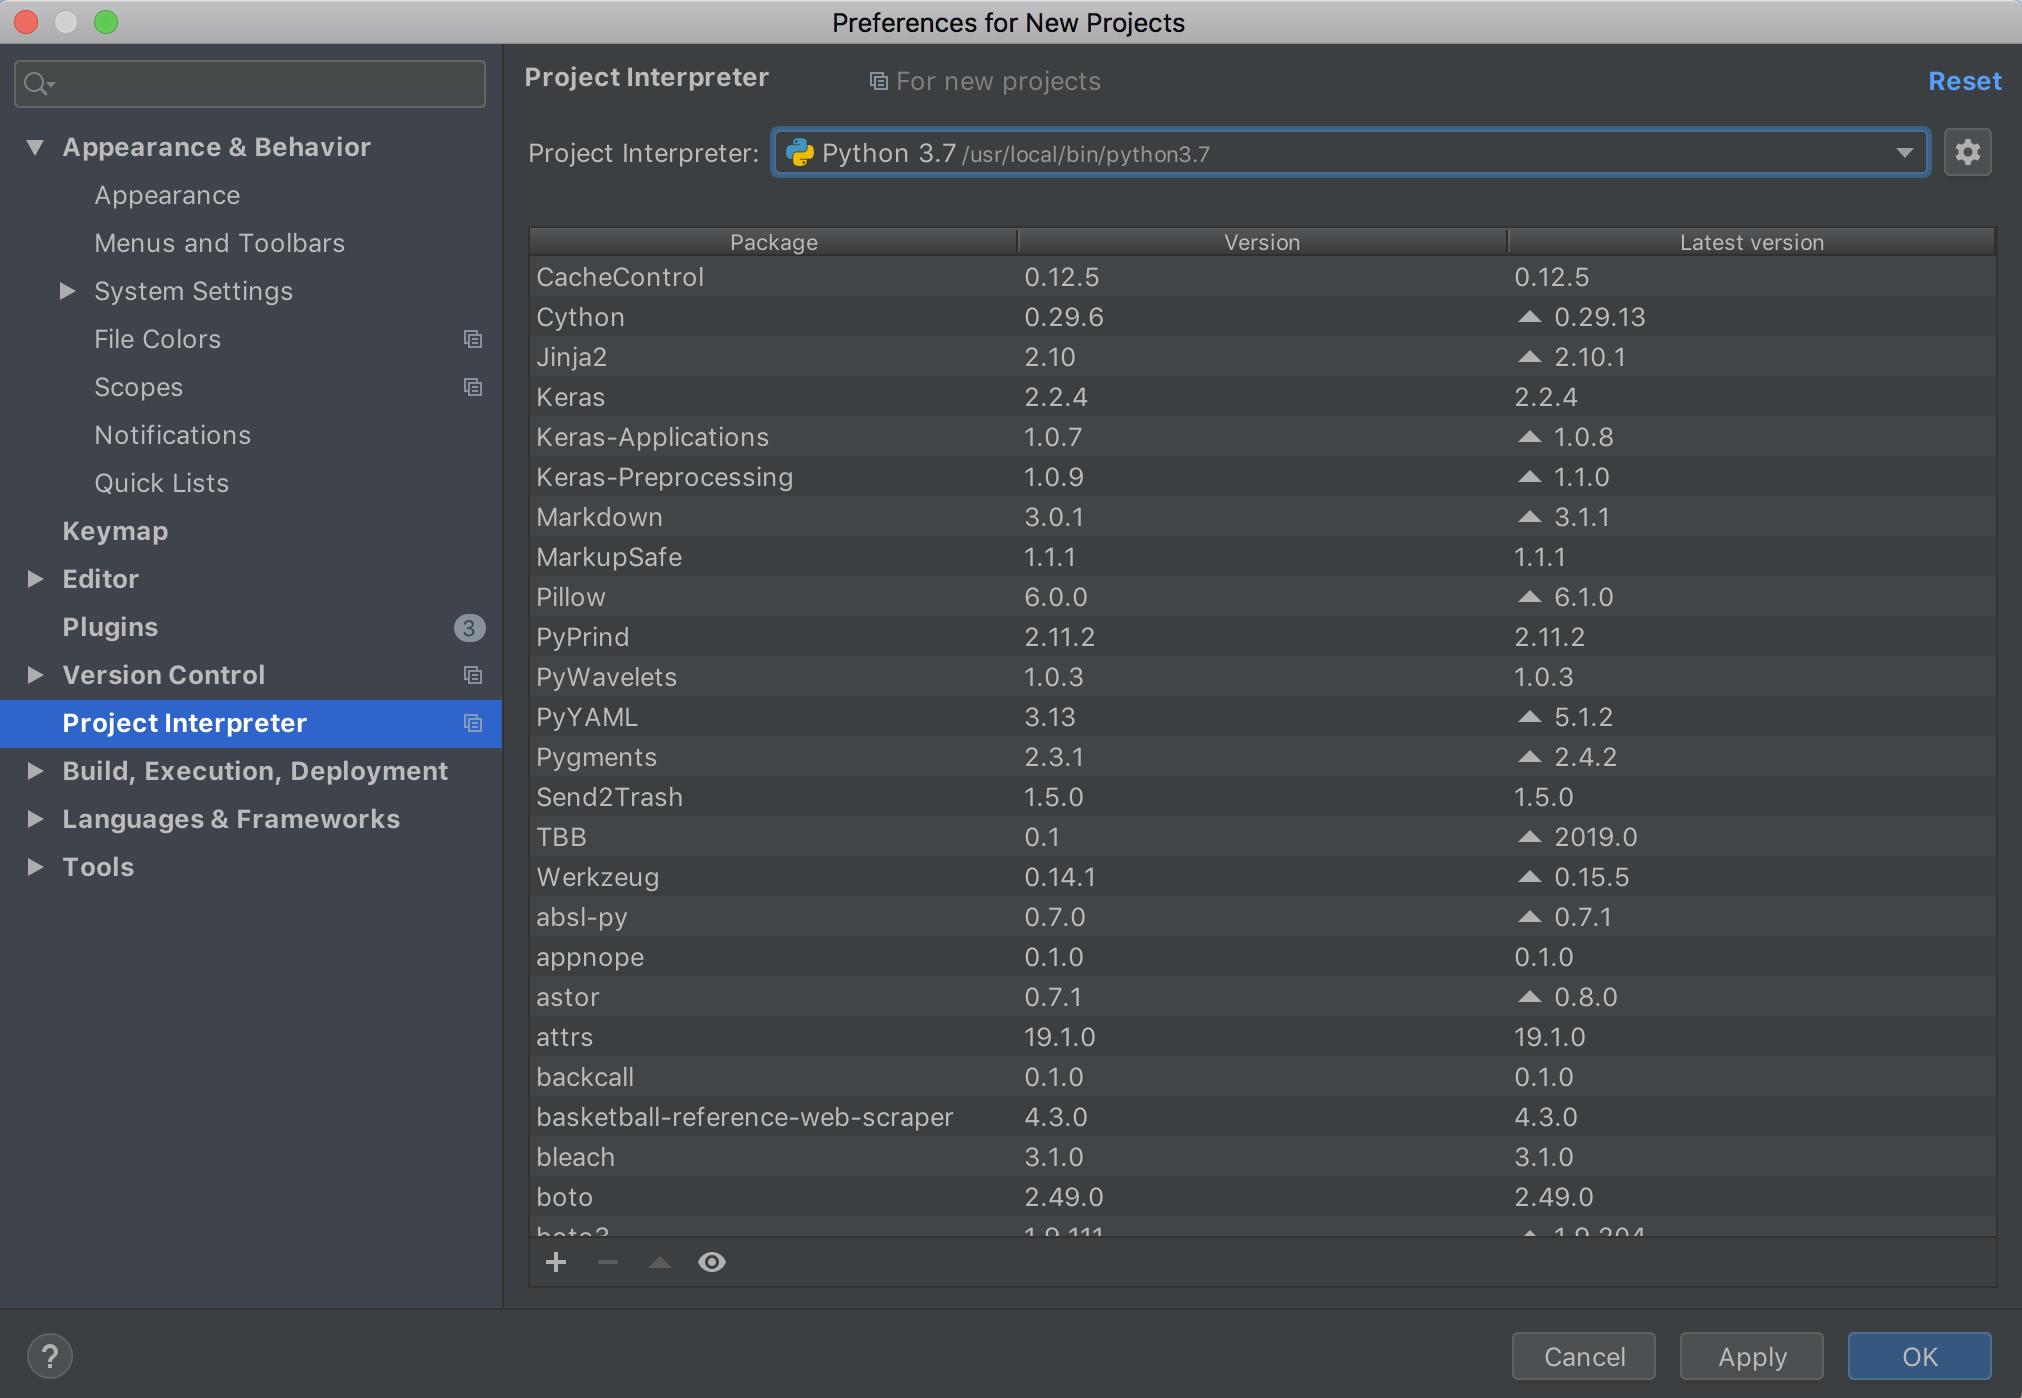 Preferences for New Projects
Appearance & Behavior
Appearance
Menus and Toolbars
System Settings
File Colors
Scopes
Notifications
Quick Lists
Keymap
Editor
Plugins 3
Version Control
Project Interpreter
Build, Execution, Deployment
Languages & Frameworks
Tools
Project Interpreter For new projects Reset
Project Interpreter: Python 3.7 /usr/local/bin/python3.7
Package Version Latest version
CacheControl 0.12.5 0.12.5
Cython 0.29.6 0.29.13
Jinja2 2.10 2.10.1
Keras 2.2.4 2.2.4
Keras-Applications 1.0.7 1.0.8
Keras-Preprocessing 1.0.9 1.1.0
Markdown 3.0.1 3.1.1
MarkupSafe 1.1.1 1.1.1
Pillow 6.0.0 6.1.0
PyPrind 2.11.2 2.11.2
PyWavelets 1.0.3 1.0.3
PyYAML 3.13 5.1.2
Pygments 2.3.1 2.4.2
Send2Trash 1.5.0 1.5.0
TBB 0.1 2019.0
Werkzeug 0.14.1 0.15.5
absl-py 0.7.0 0.7.1
appnope 0.1.0 0.1.0
astor 0.7.1 0.8.0
attrs 19.1.0 19.1.0
backcall 0.1.0 0.1.0
basketball-reference-web-scraper 4.3.0 4.3.0
bleach 3.1.0 3.1.0
boto 2.49.0 2.49.0
boto3 1.9.111 1.9.204
?
Cancel Apply OK